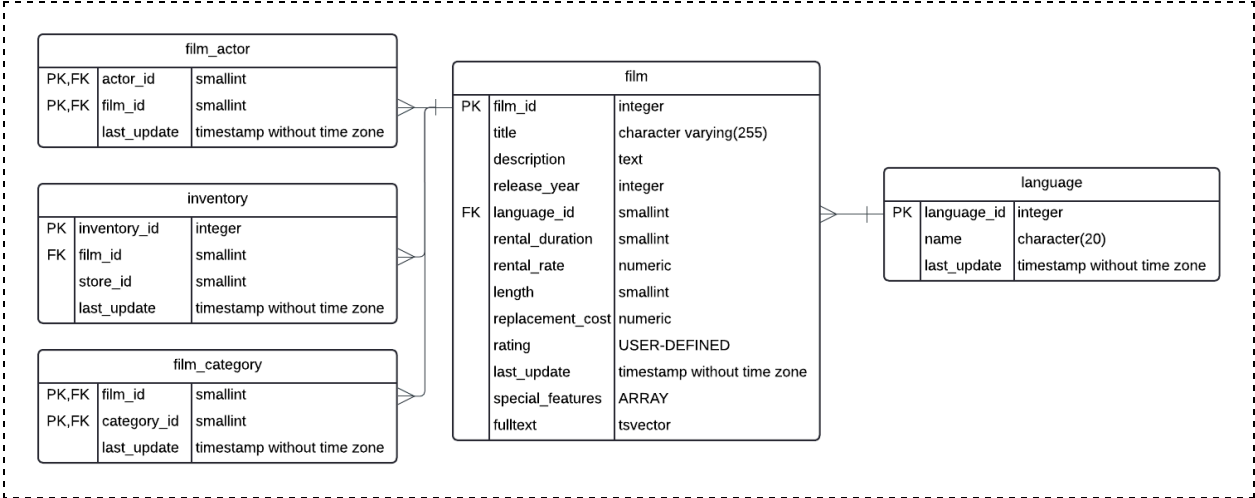 film_actor
PK,FK actor_id smallint
PK,FK film_id smallint
last_update timestamp without time zone
inventory
PK inventory_id integer
FK film_id smallint
store_id smallint
last_update timestamp without time zone
film_category
PK,FK film_id smallint
PK,FK category_id smallint
last_update timestamp without time zone
film
PK film_id integer
title character varying(255)
description text
release_year integer
FK language_id smallint
rental_duration smallint
rental_rate numeric
length smallint
replacement_cost numeric
rating USER-DEFINED
last_update timestamp without time zone
special_features ARRAY
fulltext tsvector
language
PK language_id integer
name character(20)
last_update timestamp without time zone